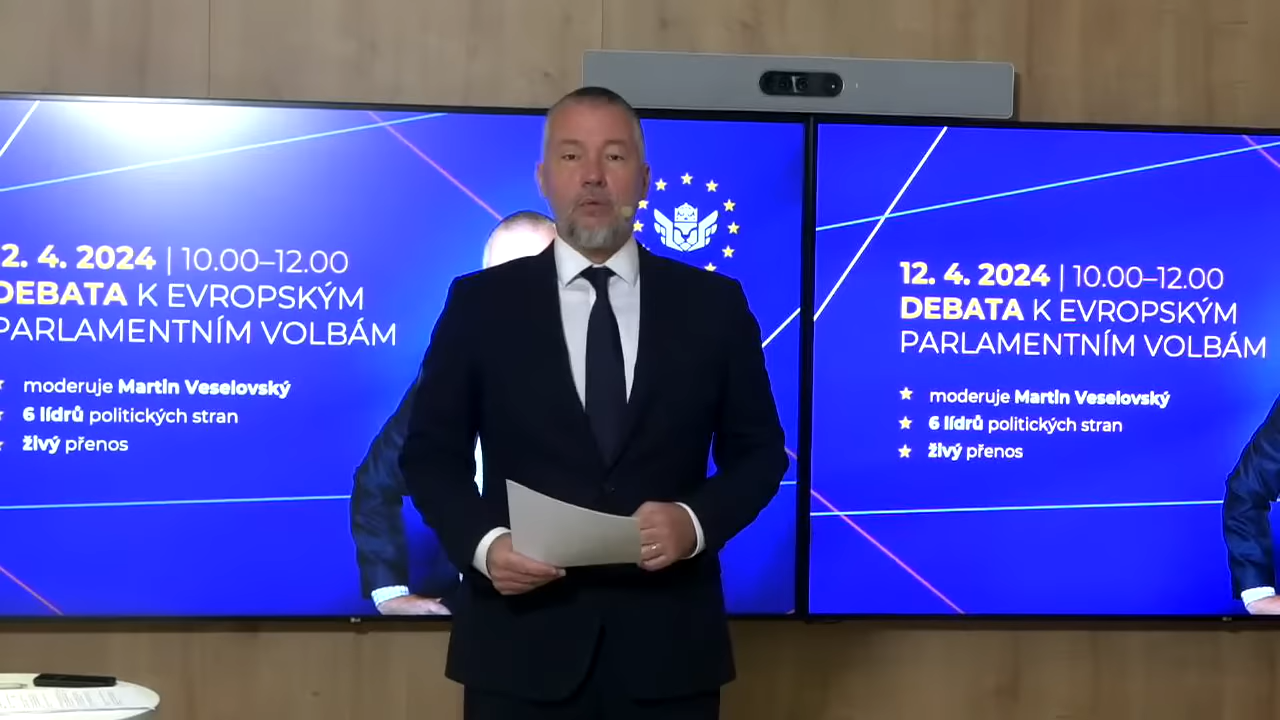 2. 4. 2024 | 10.00–12.00
DEBATA K EVROPSKÝM
PARLAMENTNÍM VOLBÁM
moderuje Martin Veselovský
6 lídrů politických stran
živý přenos
12. 4. 2024 | 10.00–12.00
DEBATA K EVROPSKÝM
PARLAMENTNÍM VOLBÁM
moderuje Martin Veselovský
6 lídrů politických stran
živý přenos